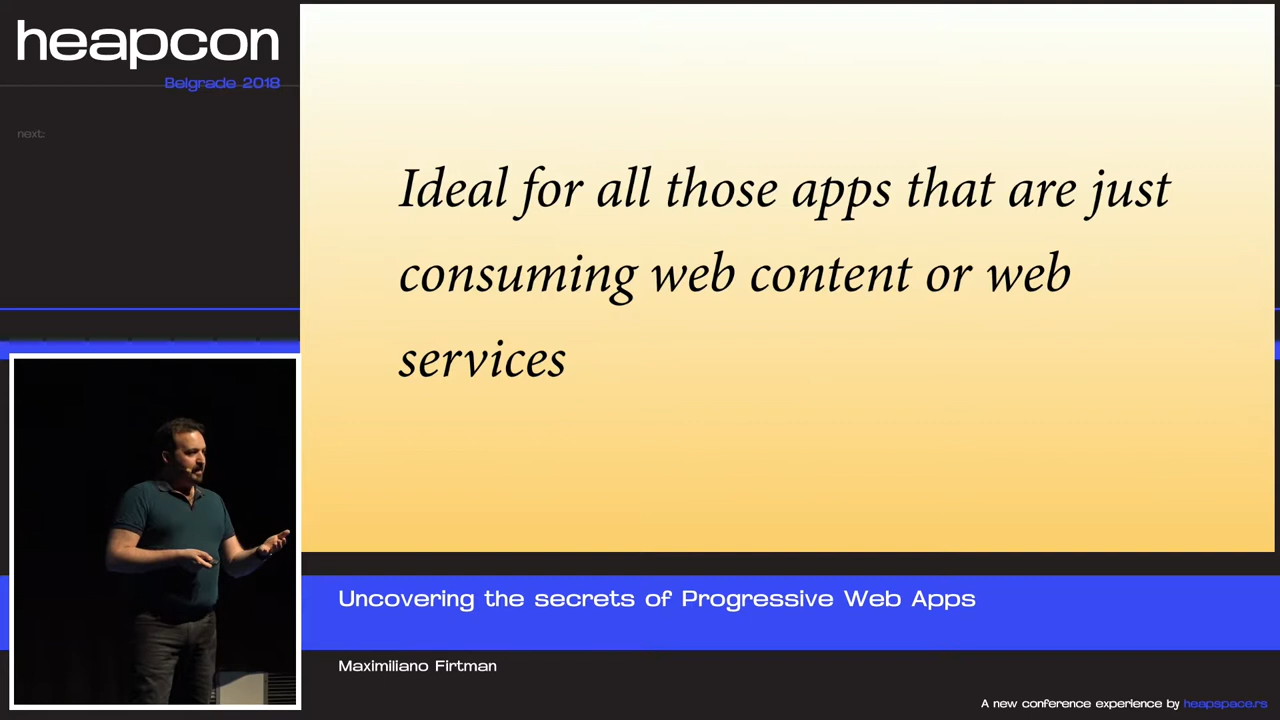 heapcon
Belgrade 2018
next:
Ideal for all those apps that are just
consuming web content or web
services
Uncovering the secrets of Progressive Web Apps
Maximiliano Firtman
A new conference experience by heapspace.rs